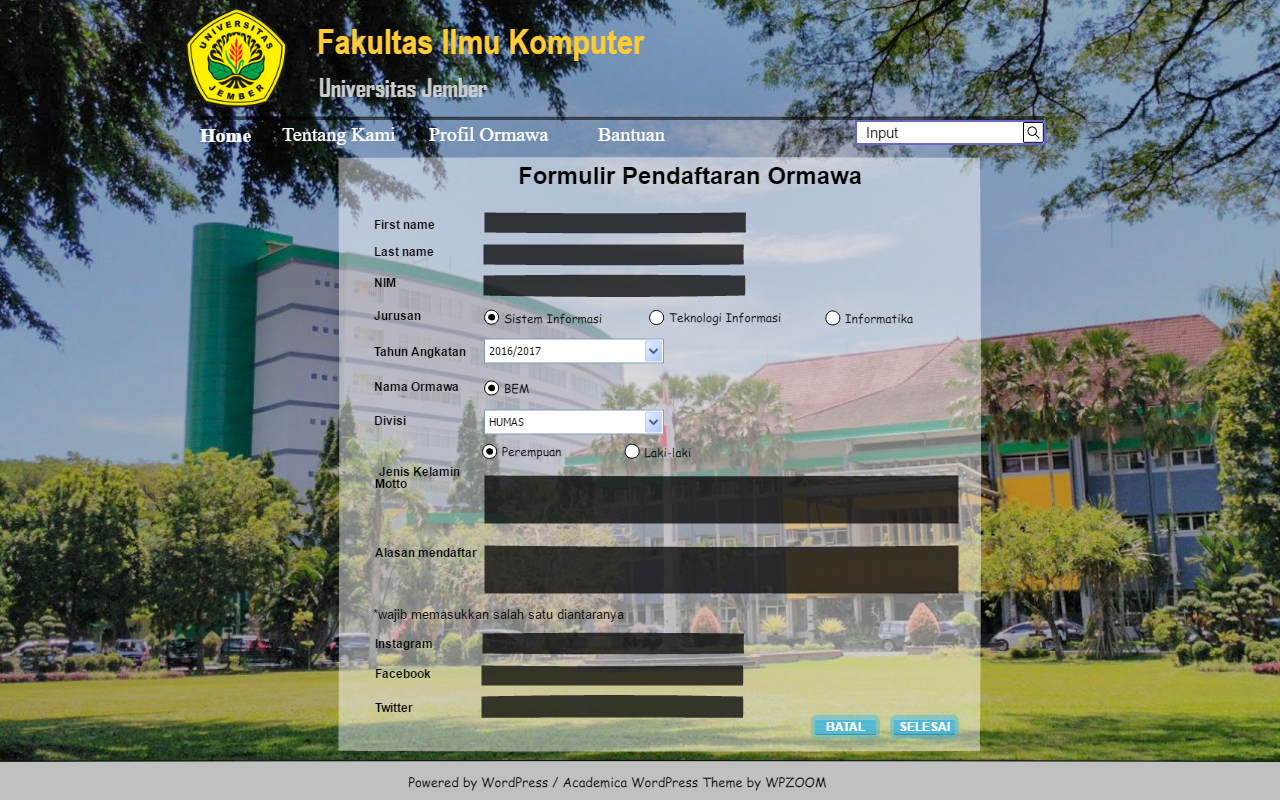 UNIVERSITAS
JEMBER
Fakultas Ilmu Komputer
Universitas Jember
Home Tentang Kami Profil Ormawa Bantuan Input
Formulir Pendaftaran Ormawa
First name
Last name
NIM
Jurusan Sistem Informasi Teknologi Informasi Informatika
Tahun Angkatan 2016/2017
Nama Ormawa BEM
Divisi HUMAS
Perempuan Laki-laki
Jenis Kelamin
Motto
Alasan mendaftar
*wajib memasukkan salah satu diantaranya
Instagram
Facebook
Twitter
BATAL SELESAI
Powered by WordPress / Academica WordPress Theme by WPZOOM